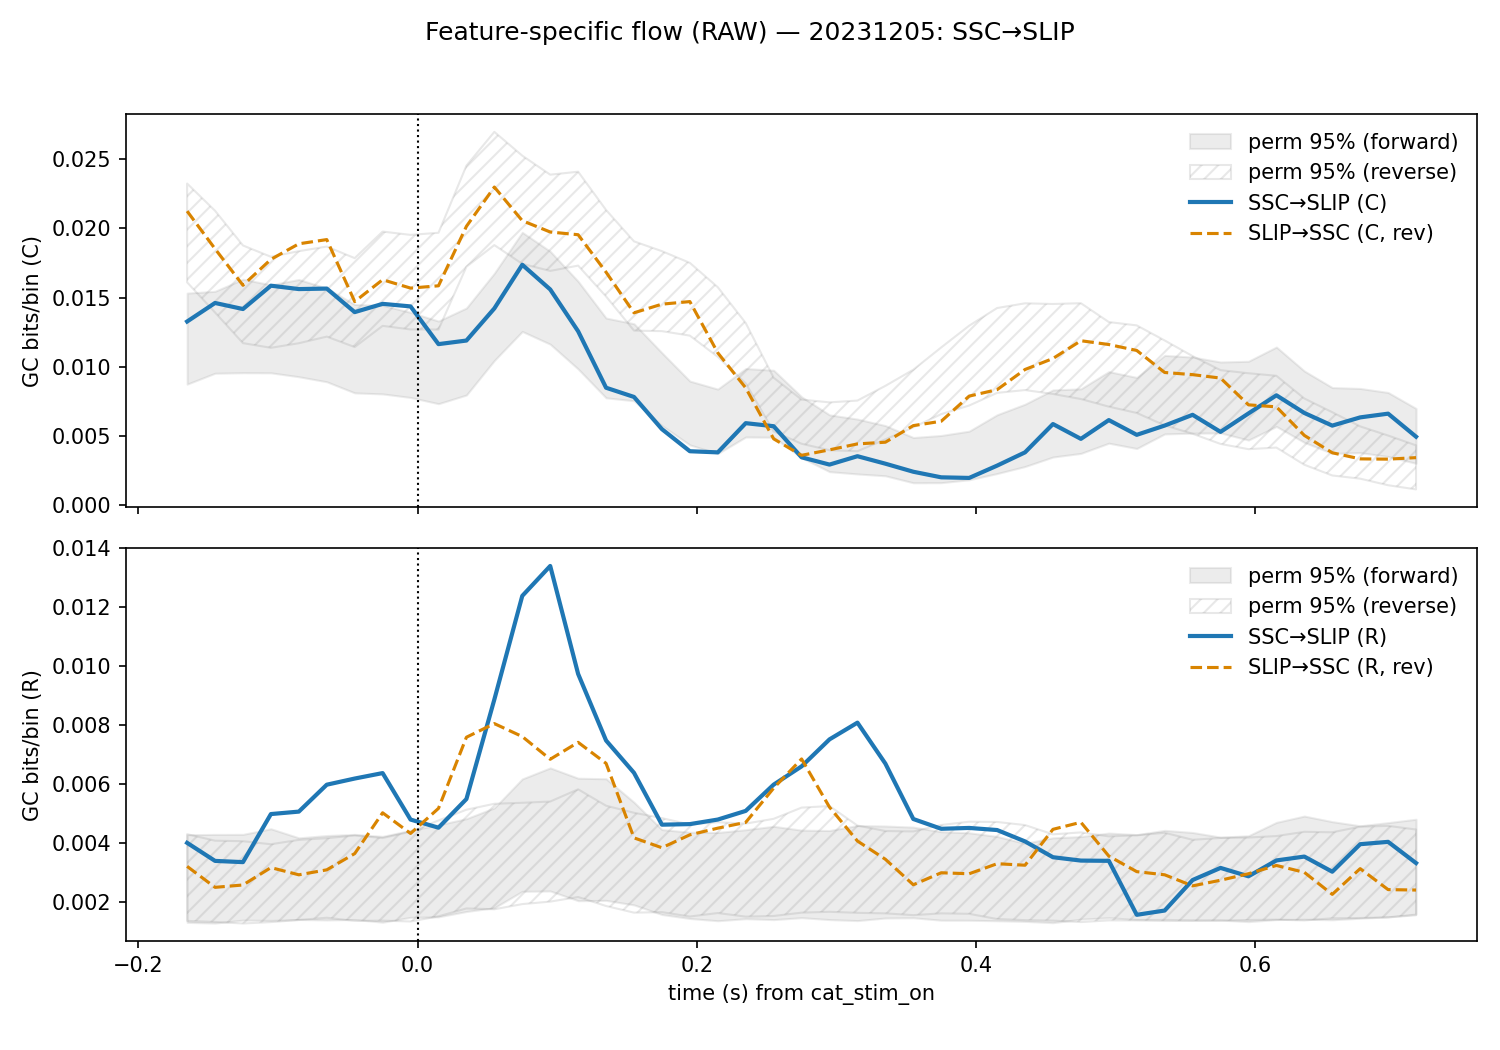 Feature-specific flow (RAW) — 20231205: SSC→SLIP
GC bits/bin (C)
0.025
0.020
0.015
0.010
0.005
0.000
perm 95% (forward)
perm 95% (reverse)
SSC→SLIP (C)
SLIP→SSC (C, rev)
GC bits/bin (R)
0.014
0.012
0.010
0.008
0.006
0.004
0.002
perm 95% (forward)
perm 95% (reverse)
SSC→SLIP (R)
SLIP→SSC (R, rev)
−0.2 0.0 0.2 0.4 0.6
time (s) from cat_stim_on